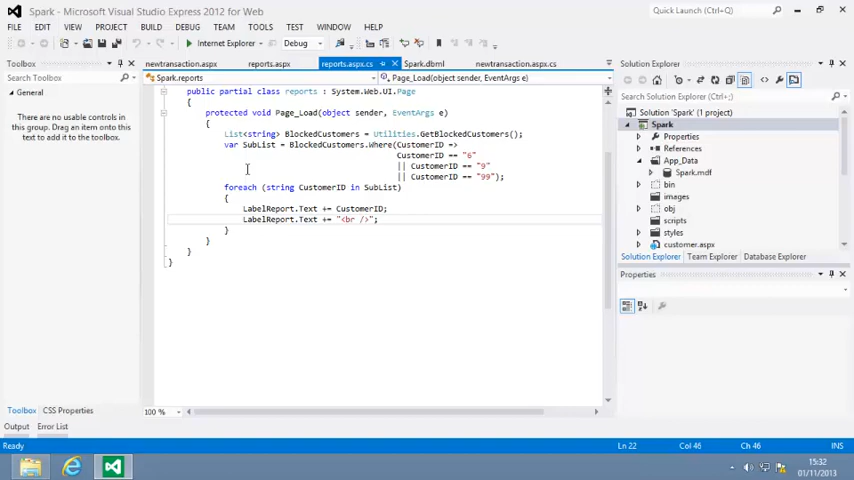 Spark - Microsoft Visual Studio Express 2012 for Web
Quick Launch (Ctrl+Q)
FILE EDIT VIEW PROJECT BUILD DEBUG TEAM TOOLS TEST WINDOW HELP
Internet Explorer Debug
Toolbox
Search Toolbox
General
There are no usable controls in
this group. Drag an item onto this
text to add it to the toolbox.
newtransaction.aspx reports.aspx reports.aspx.cs Spark.dbml newtransaction.aspx.cs
Spark.reports Page_Load(object sender, EventArgs e)
public partial class reports : System.Web.UI.Page
{
protected void Page_Load(object sender, EventArgs e)
{
List<string> BlockedCustomers = Utilities.GetBlockedCustomers();
var SubList = BlockedCustomers.Where(CustomerID =>
CustomerID == "6"
|| CustomerID == "9"
|| CustomerID == "99");
foreach (string CustomerID in SubList)
{
LabelReport.Text += CustomerID;
LabelReport.Text += "<br />";
}
}
}
}
100 %
Solution Explorer
Search Solution Explorer (Ctrl+;)
Solution 'Spark' (1 project)
Spark
Properties
References
App_Data
Spark.mdf
bin
images
obj
scripts
styles
customer.aspx
Solution Explorer Team Explorer Database Explorer
Properties
Toolbox CSS Properties
Output Error List
Ready Ln 22 Col 46 Ch 46 INS
15:32
01/11/2013